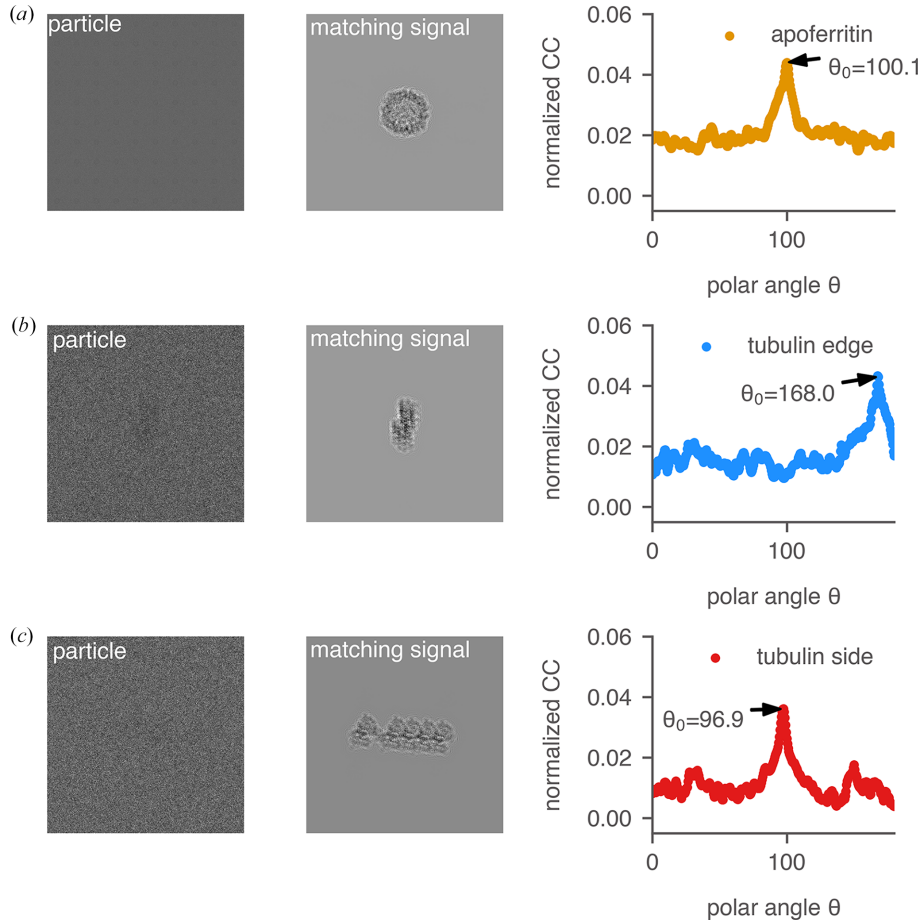 (a)
particle
matching signal
normalized CC
0.06
0.04
0.02
0.00
apoferritin
θ0=100.1
0
100
polar angle θ
(b)
particle
matching signal
normalized CC
0.06
0.04
0.02
0.00
tubulin edge
θ0=168.0
0
100
polar angle θ
(c)
particle
matching signal
normalized CC
0.06
0.04
0.02
0.00
tubulin side
θ0=96.9
0
100
polar angle θ